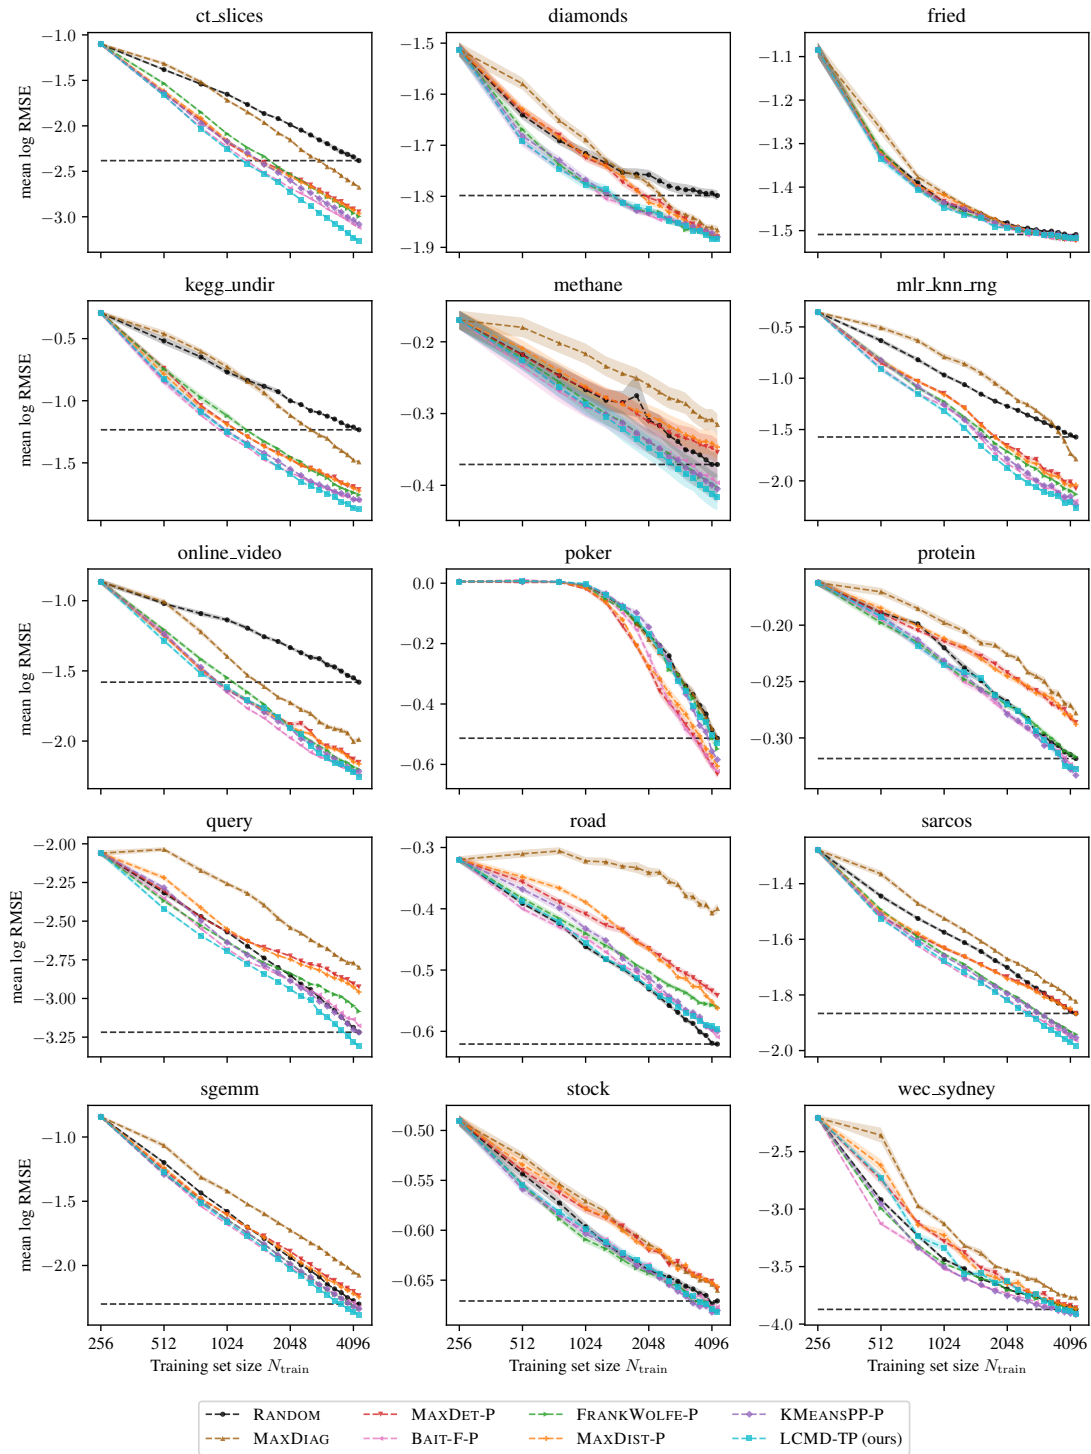 ct_slices
diamonds
fried
mean log RMSE
−1.0
−1.5
−2.0
−2.5
−3.0
−1.5
−1.6
−1.7
−1.8
−1.9
−1.1
−1.2
−1.3
−1.4
−1.5
kegg_undir
methane
mlr_knn_rng
mean log RMSE
−0.5
−1.0
−1.5
−0.2
−0.3
−0.4
−0.5
−1.0
−1.5
−2.0
online_video
poker
protein
mean log RMSE
−1.0
−1.5
−2.0
0.0
−0.2
−0.4
−0.6
−0.20
−0.25
−0.30
query
road
sarcos
mean log RMSE
−2.00
−2.25
−2.50
−2.75
−3.00
−3.25
−0.3
−0.4
−0.5
−0.6
−1.4
−1.6
−1.8
−2.0
sgemm
stock
wec_sydney
mean log RMSE
−1.0
−1.5
−2.0
−0.50
−0.55
−0.60
−0.65
−2.5
−3.0
−3.5
−4.0
256 512 1024 2048 4096
256 512 1024 2048 4096
256 512 1024 2048 4096
Training set size N_train
Training set size N_train
Training set size N_train
RANDOM
MAXDIAG
MAXDET-P
BAIT-F-P
FRANKWOLFE-P
MAXDIST-P
KMEANSPP-P
LCMD-TP (ours)